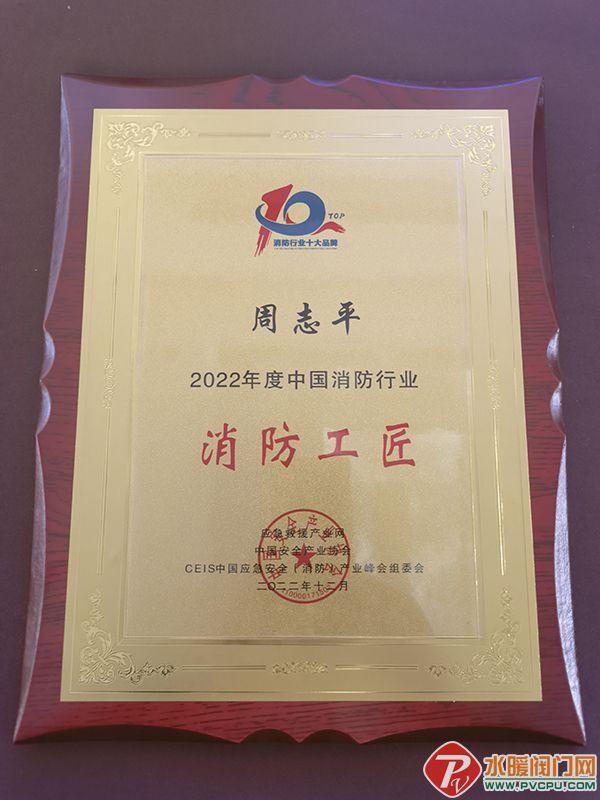 TOP
消防行业十大品牌
周志平
2022年度中国消防行业
消防工匠
应急救援产业网
中国安全产业协会
CEIS中国应急安全（消防）产业峰会组委会
二〇二二年十二月
水暖阀门网
WWW.PVCPU.COM